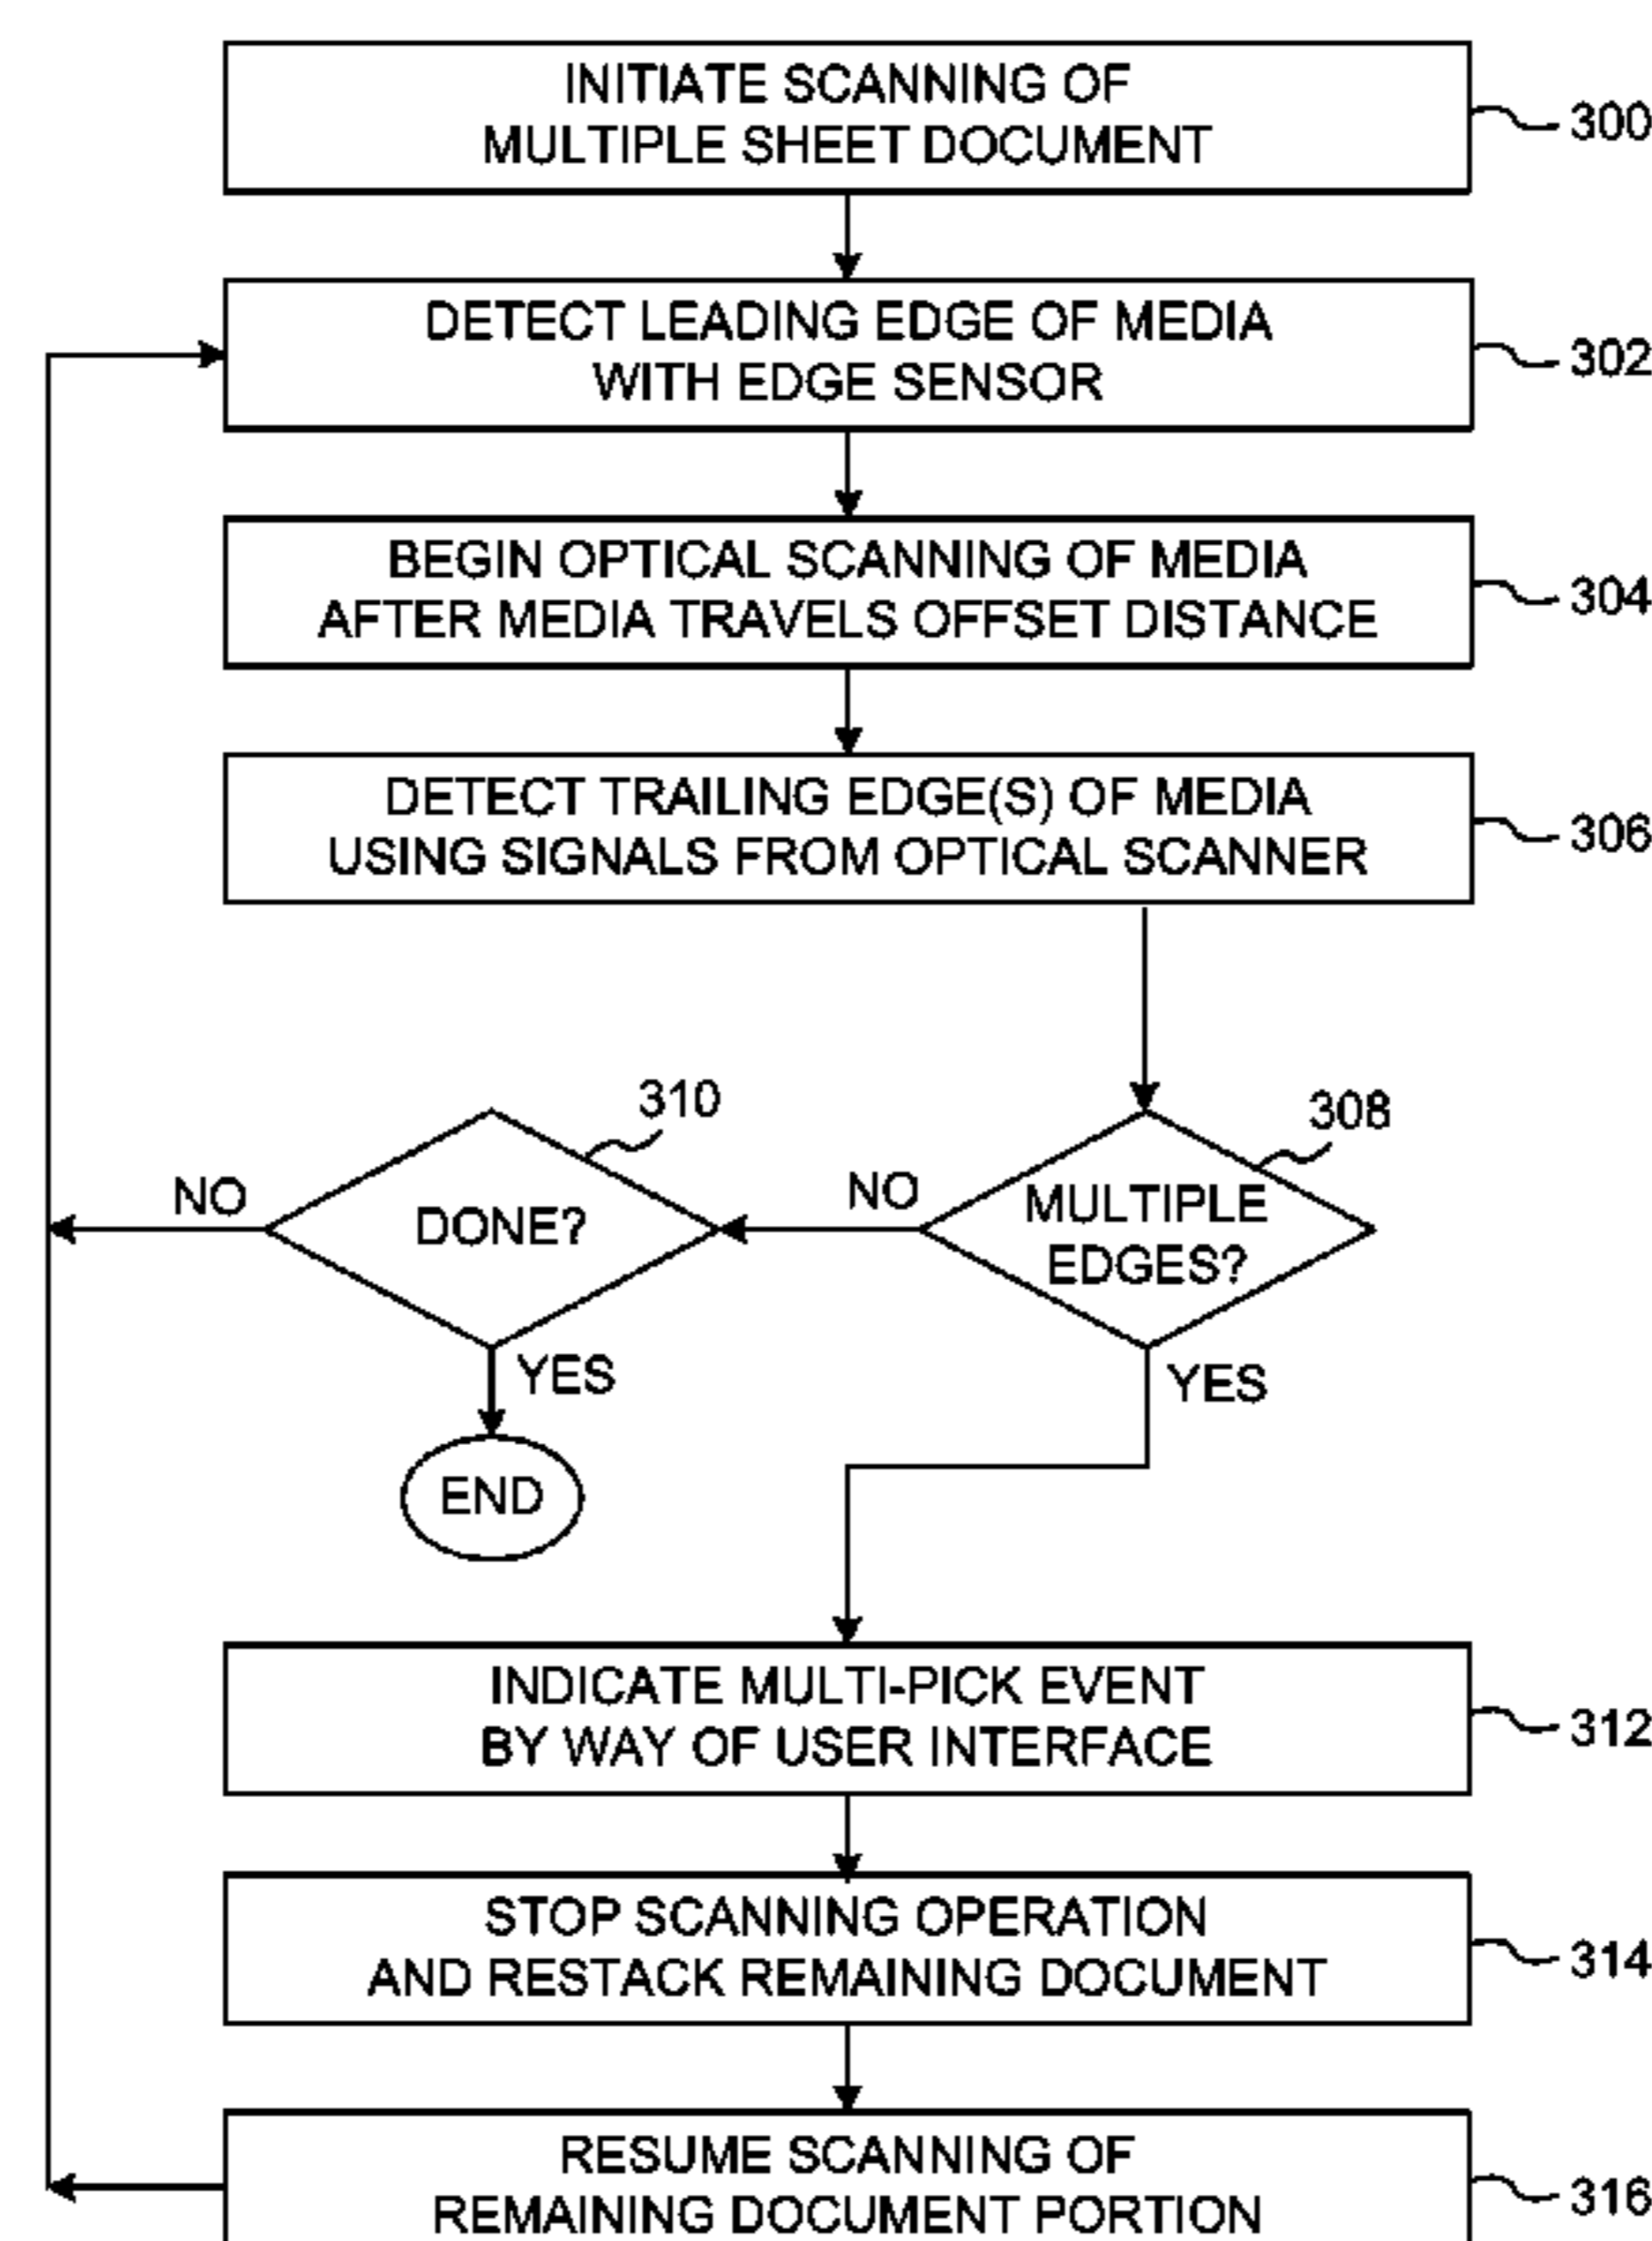 INITIATE SCANNING OF
MULTIPLE SHEET DOCUMENT
300
DETECT LEADING EDGE OF MEDIA
WITH EDGE SENSOR
302
BEGIN OPTICAL SCANNING OF MEDIA
AFTER MEDIA TRAVELS OFFSET DISTANCE
304
DETECT TRAILING EDGE(S) OF MEDIA
USING SIGNALS FROM OPTICAL SCANNER
306
310
308
NO
DONE?
NO
MULTIPLE
EDGES?
YES
YES
END
INDICATE MULTI-PICK EVENT
BY WAY OF USER INTERFACE
312
STOP SCANNING OPERATION
AND RESTACK REMAINING DOCUMENT
314
RESUME SCANNING OF
REMAINING DOCUMENT PORTION
316